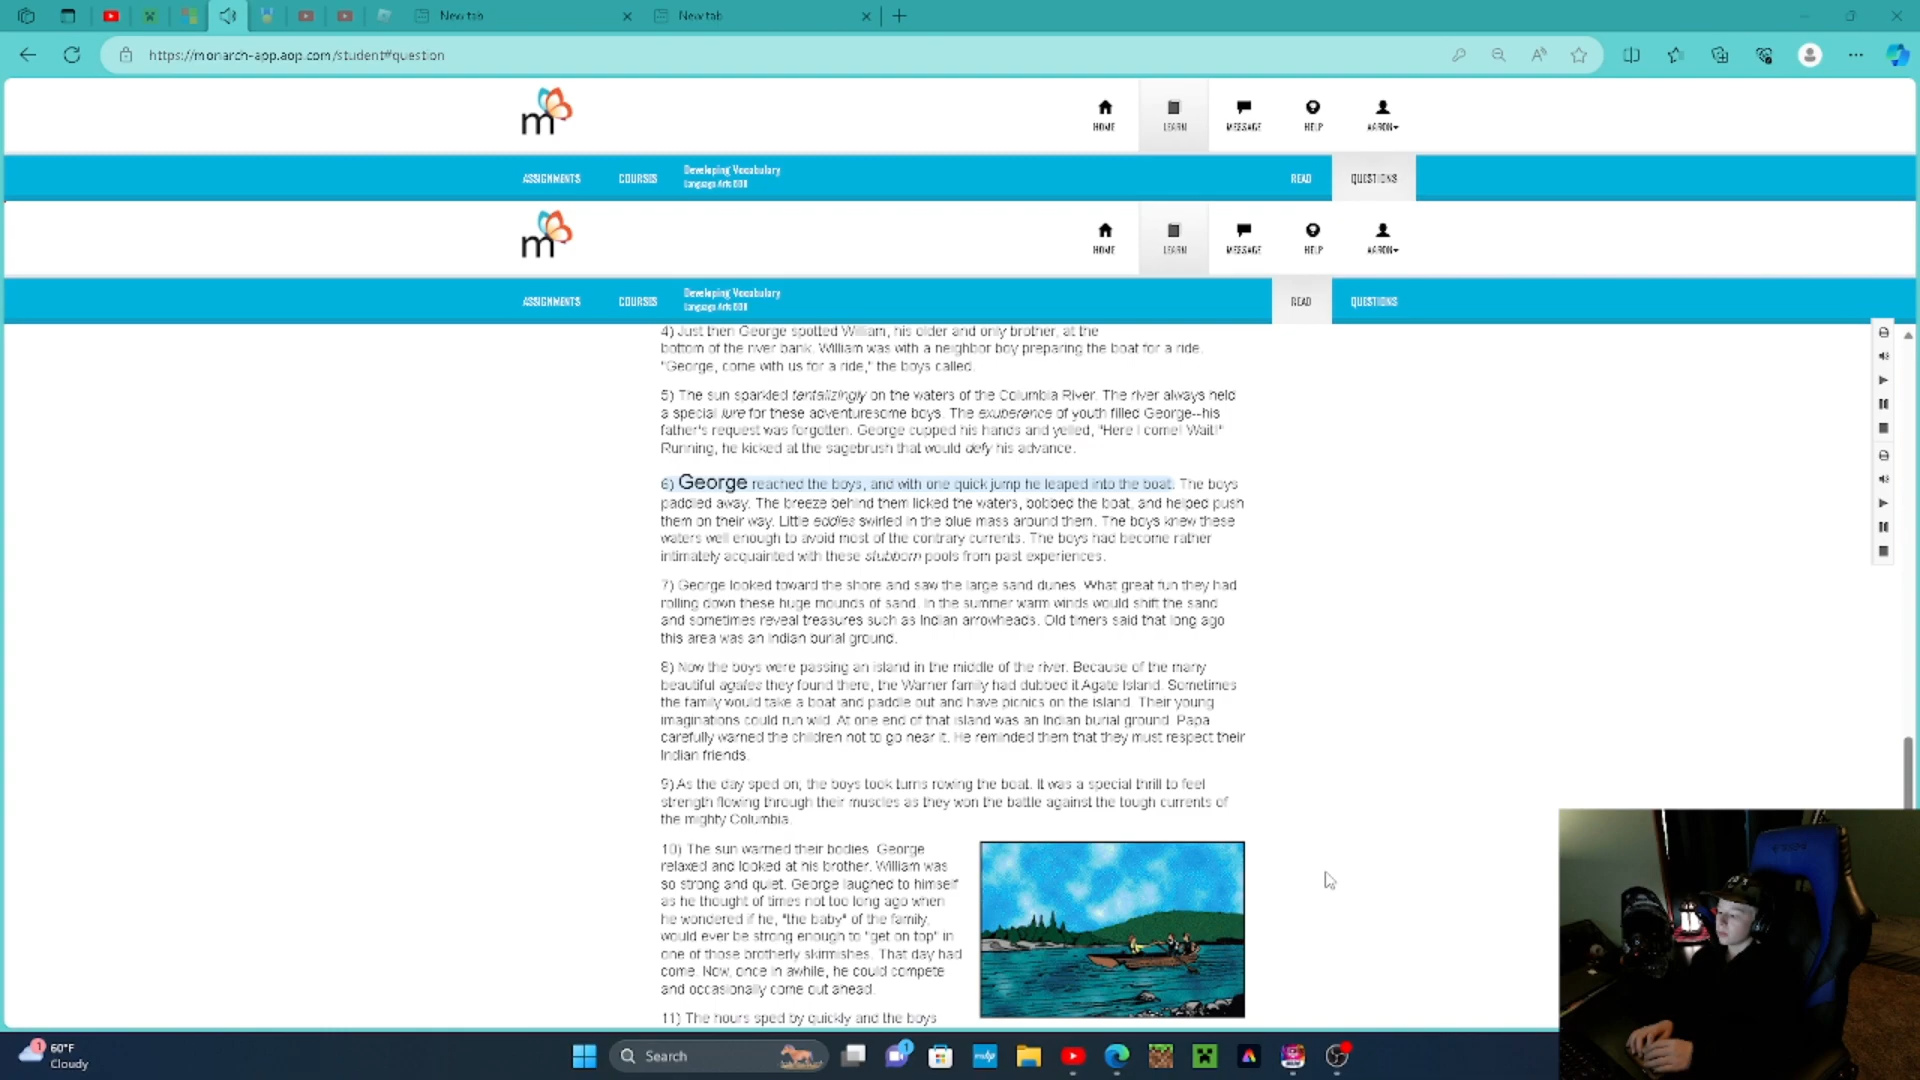 New tab
New tab
https://monarch-app.aop.com/student#question
m
HOME
LEARN
MESSAGE
HELP
AARON
ASSIGNMENTS
COURSES
Developing Vocabulary
Language Arts
READ
QUESTIONS
m
HOME
LEARN
MESSAGE
HELP
AARON
ASSIGNMENTS
COURSES
Developing Vocabulary
Language Arts
READ
QUESTIONS
4) Just then George spotted William, his older and only brother, at the
bottom of the river bank. William was with a neighbor boy preparing the boat for a ride.
"George, come with us for a ride," the boys called.
5) The sun sparkled tantalizingly on the waters of the Columbia River. The river always held
a special lure for these adventuresome boys. The exuberance of youth filled George--his
father's request was forgotten. George cupped his hands and yelled, "Here I come! Wait!"
Running, he kicked at the sagebrush that would defy his advance.
6) George reached the boys, and with one quick jump he leaped into the boat. The boys
paddled away. The breeze behind them licked the waters, bobbed the boat, and helped push
them on their way. Little eddies swirled in the blue mass around them. The boys knew these
waters well enough to avoid most of the contrary currents. The boys had become rather
intimately acquainted with these stubborn pools from past experiences.
7) George looked toward the shore and saw the large sand dunes. What great fun they had
rolling down these huge mounds of sand. In the summer warm winds would shift the sand
and sometimes reveal treasures such as Indian arrowheads. Old timers said that long ago
this area was an Indian burial ground.
8) Now the boys were passing an island in the middle of the river. Because of the many
beautiful agates they found there, the Warner family had dubbed it Agate Island. Sometimes
the family would take a boat and paddle out and have picnics on the island. Their young
imaginations could run wild. At one end of that island was an Indian burial ground. Papa
carefully warned the children not to go near it. He reminded them that they must respect their
Indian friends.
9) As the day sped on, the boys took turns rowing the boat. It was a special thrill to feel
strength flowing through their muscles as they won the battle against the tough currents of
the mighty Columbia.
10) The sun warmed their bodies. George
relaxed and looked at his brother. William was
so strong and quiet. George laughed to himself
as he thought of times not too long ago when
he wondered if he, "the baby" of the family,
would ever be strong enough to "get on top" in
one of those brotherly skirmishes. That day had
come. Now, once in awhile, he could compete
and occasionally come out ahead.
11) The hours sped by quickly and the boys
1
60°F
Cloudy
Search
1